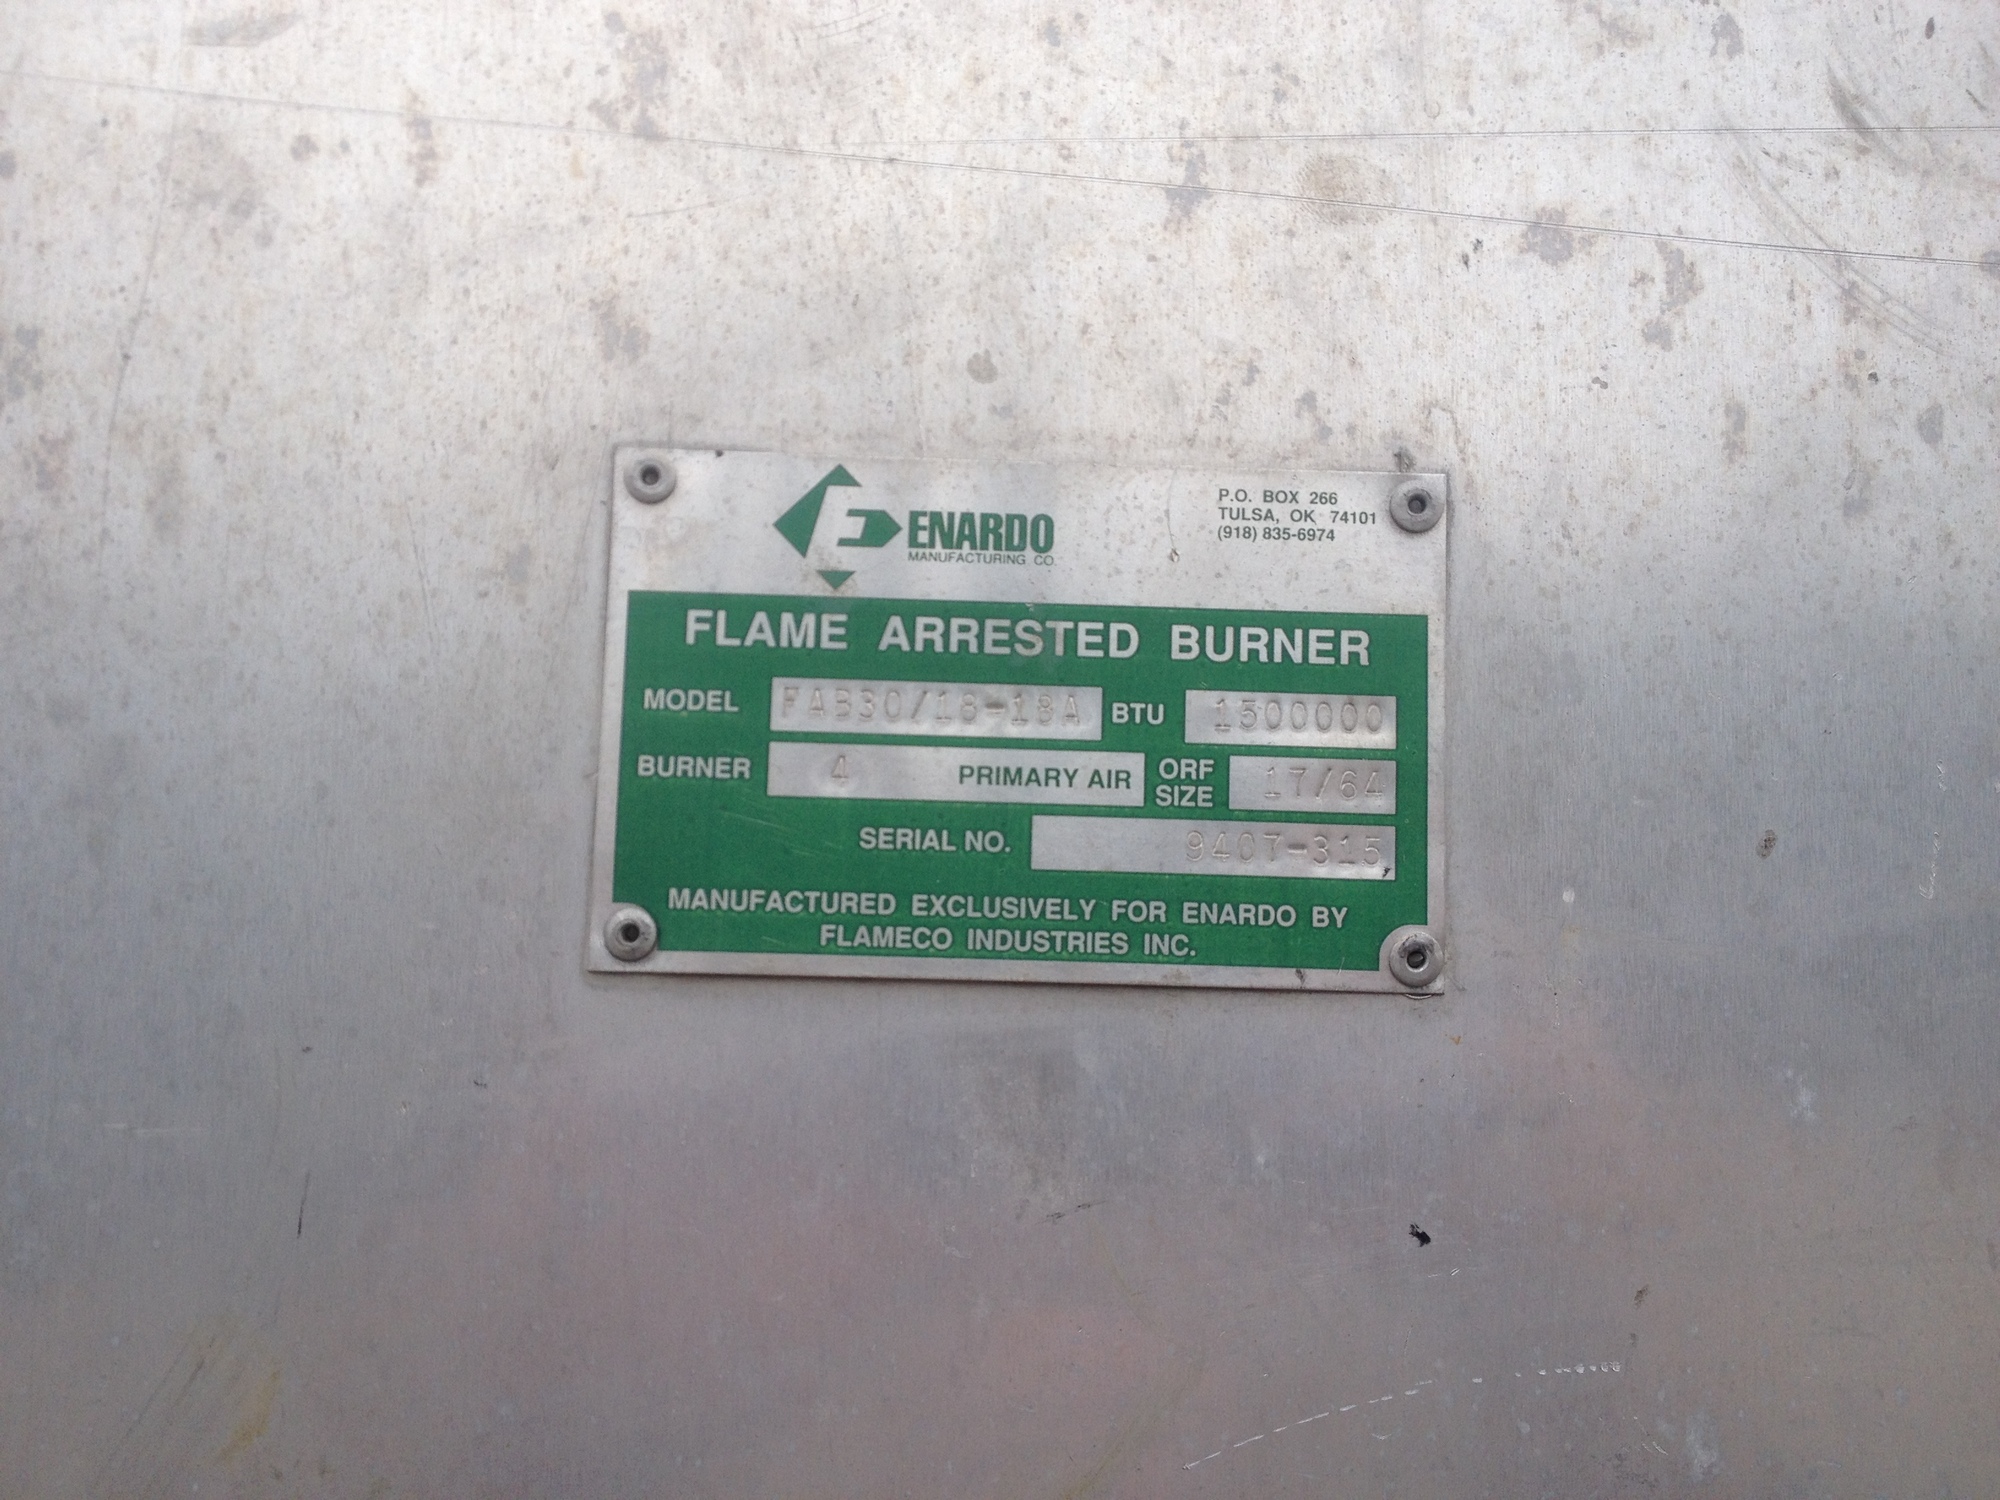 ENARDO
MANUFACTURING CO.
P.O. BOX 266
TULSA, OK 74101
(918) 835-6974
FLAME ARRESTED BURNER
MODEL FAB30/18-18A BTU 1500000
BURNER 4 PRIMARY AIR ORF SIZE 17/64
SERIAL NO. 9407-315
MANUFACTURED EXCLUSIVELY FOR ENARDO BY
FLAMECO INDUSTRIES INC.